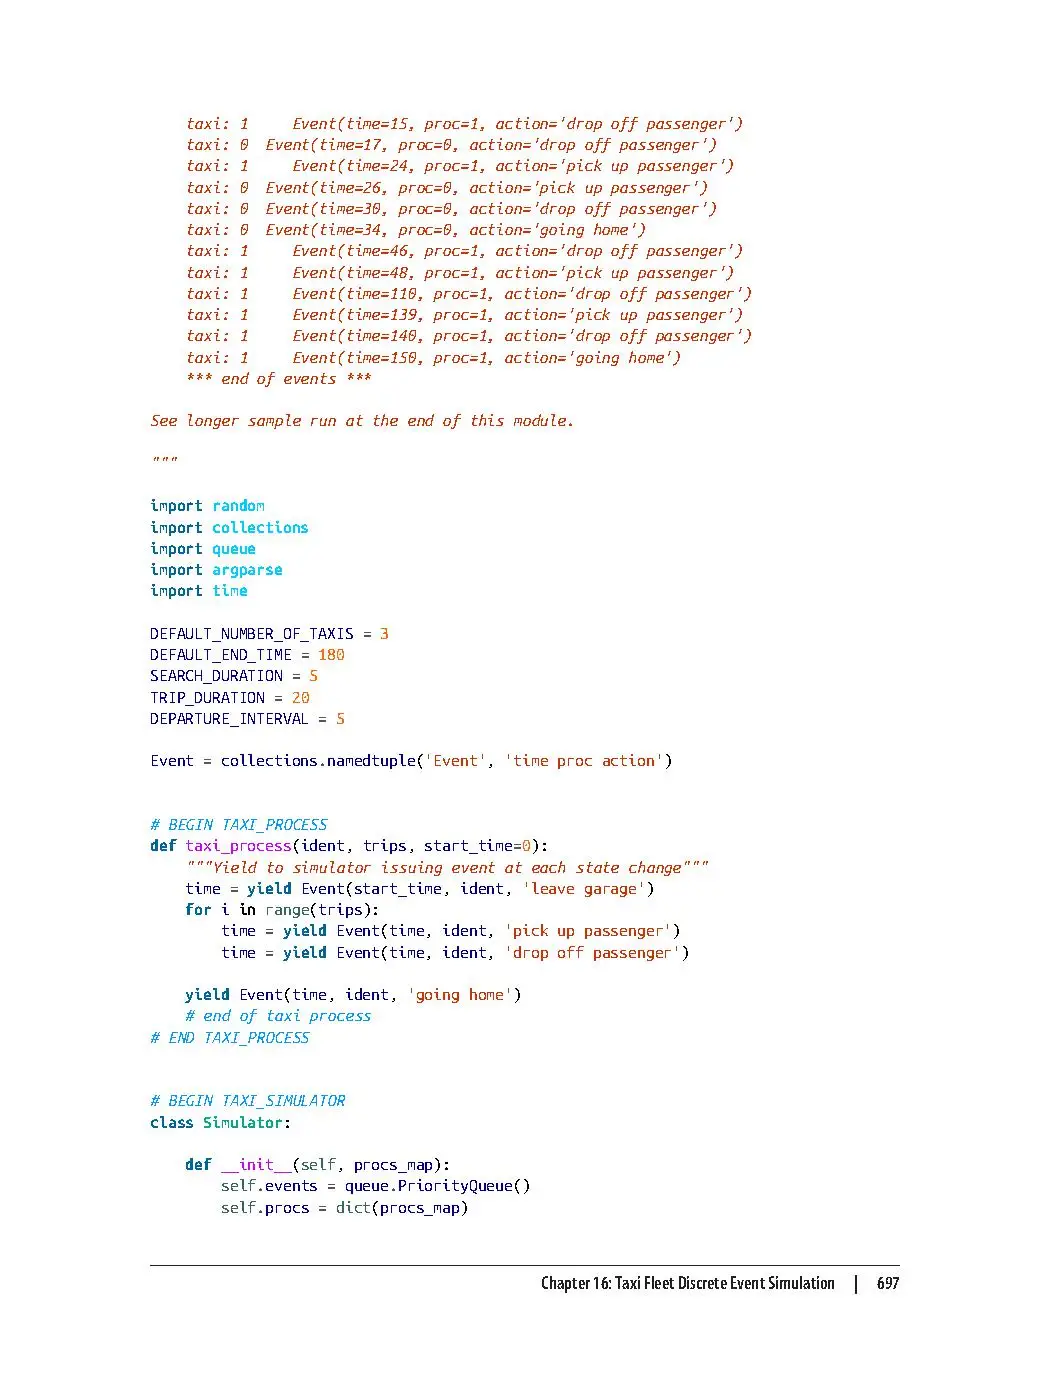 taxi: 1     Event(time=15, proc=1, action='drop off passenger')
taxi: 0  Event(time=17, proc=0, action='drop off passenger')
taxi: 1     Event(time=24, proc=1, action='pick up passenger')
taxi: 0  Event(time=26, proc=0, action='pick up passenger')
taxi: 0  Event(time=30, proc=0, action='drop off passenger')
taxi: 0  Event(time=34, proc=0, action='going home')
taxi: 1     Event(time=46, proc=1, action='drop off passenger')
taxi: 1     Event(time=48, proc=1, action='pick up passenger')
taxi: 1     Event(time=110, proc=1, action='drop off passenger')
taxi: 1     Event(time=139, proc=1, action='pick up passenger')
taxi: 1     Event(time=140, proc=1, action='drop off passenger')
taxi: 1     Event(time=150, proc=1, action='going home')
*** end of events ***
See longer sample run at the end of this module.
"""
import random
import collections
import queue
import argparse
import time
DEFAULT_NUMBER_OF_TAXIS = 3
DEFAULT_END_TIME = 180
SEARCH_DURATION = 5
TRIP_DURATION = 20
DEPARTURE_INTERVAL = 5
Event = collections.namedtuple('Event', 'time proc action')
# BEGIN TAXI_PROCESS
def taxi_process(ident, trips, start_time=0):
    """Yield to simulator issuing event at each state change"""
    time = yield Event(start_time, ident, 'leave garage')
    for i in range(trips):
        time = yield Event(time, ident, 'pick up passenger')
        time = yield Event(time, ident, 'drop off passenger')
    yield Event(time, ident, 'going home')
    # end of taxi process
# END TAXI_PROCESS
# BEGIN TAXI_SIMULATOR
class Simulator:
    def __init__(self, procs_map):
        self.events = queue.PriorityQueue()
        self.procs = dict(procs_map)
Chapter 16: Taxi Fleet Discrete Event Simulation | 697